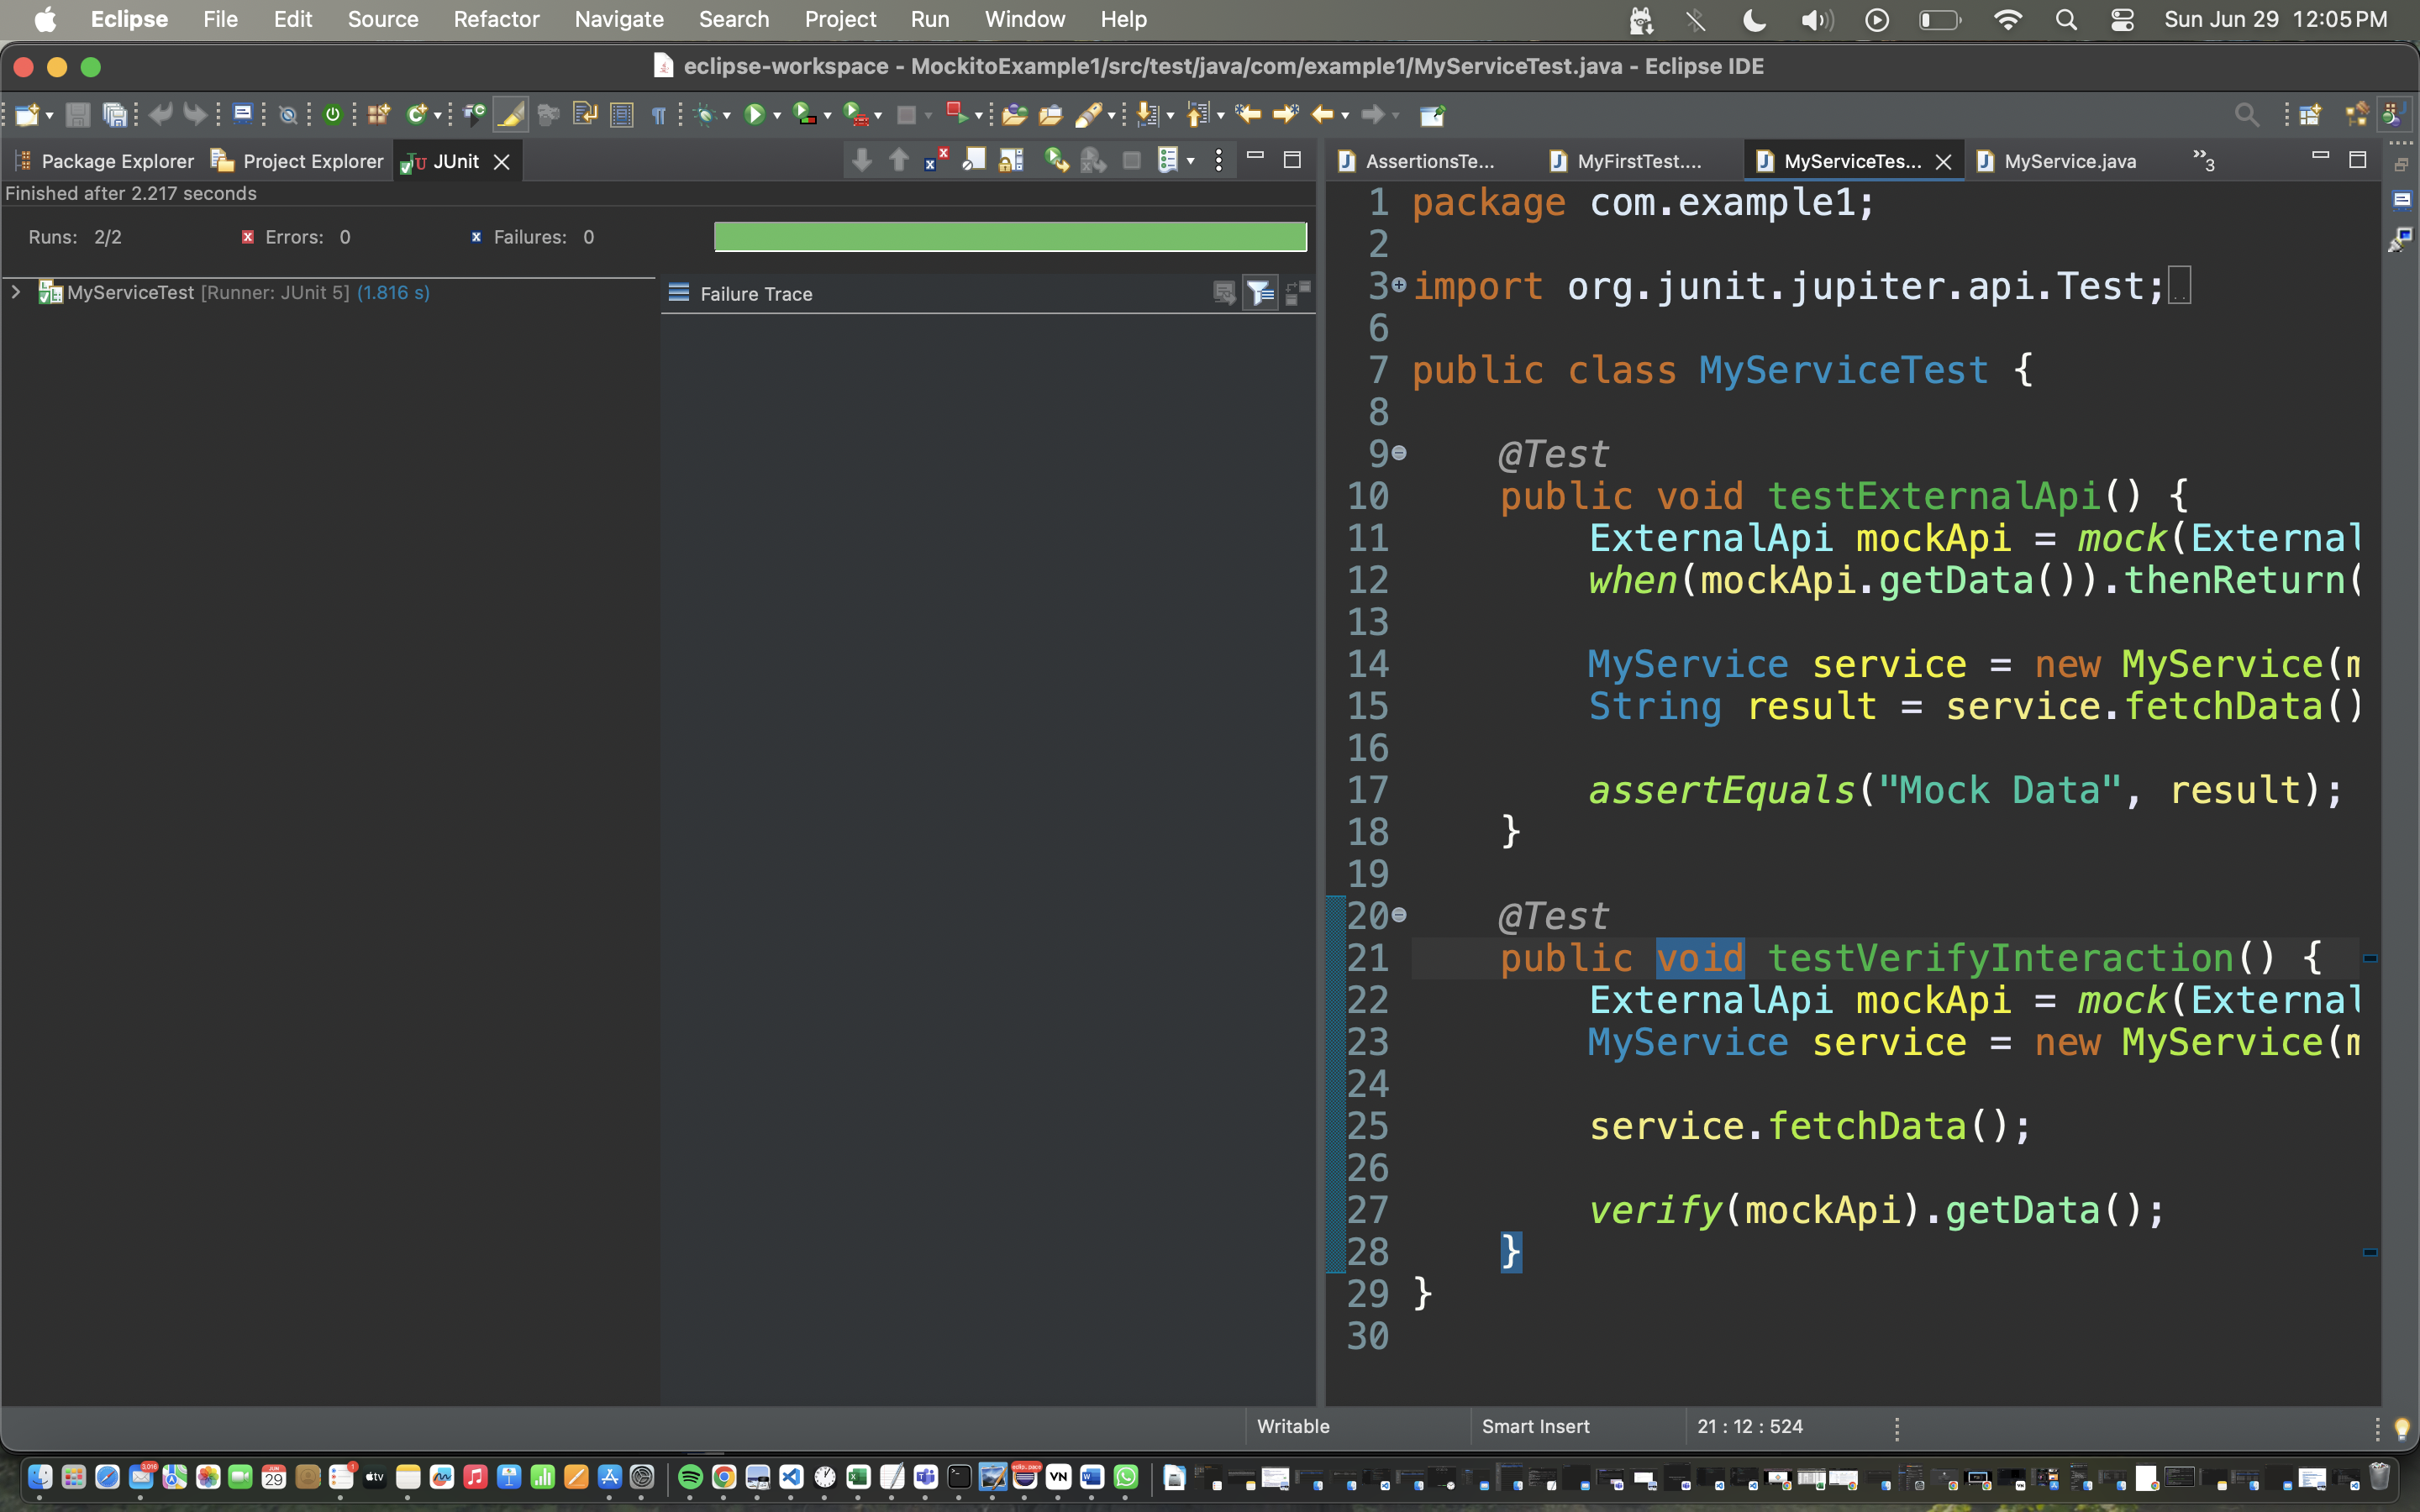 Eclipse File Edit Source Refactor Navigate Search Project Run Window Help Sun Jun 29 12:05 PM
eclipse-workspace - MockitoExample1/src/test/java/com/example1/MyServiceTest.java - Eclipse IDE
Package Explorer Project Explorer JUnit
Finished after 2.217 seconds
Runs: 2/2 Errors: 0 Failures: 0
MyServiceTest [Runner: JUnit 5] (1.816 s)
Failure Trace
AssertionsTe... MyFirstTest.... MyServiceTes... MyService.java »3
1 package com.example1;
2
3 import org.junit.jupiter.api.Test;
6
7 public class MyServiceTest {
8
9 @Test
10 public void testExternalApi() {
11 ExternalApi mockApi = mock(External
12 when(mockApi.getData()).thenReturn(
13
14 MyService service = new MyService(m
15 String result = service.fetchData()
16
17 assertEquals("Mock Data", result);
18 }
19
20 @Test
21 public void testVerifyInteraction() {
22 ExternalApi mockApi = mock(External
23 MyService service = new MyService(m
24
25 service.fetchData();
26
27 verify(mockApi).getData();
28 }
29 }
30
Writable Smart Insert 21 : 12 : 524